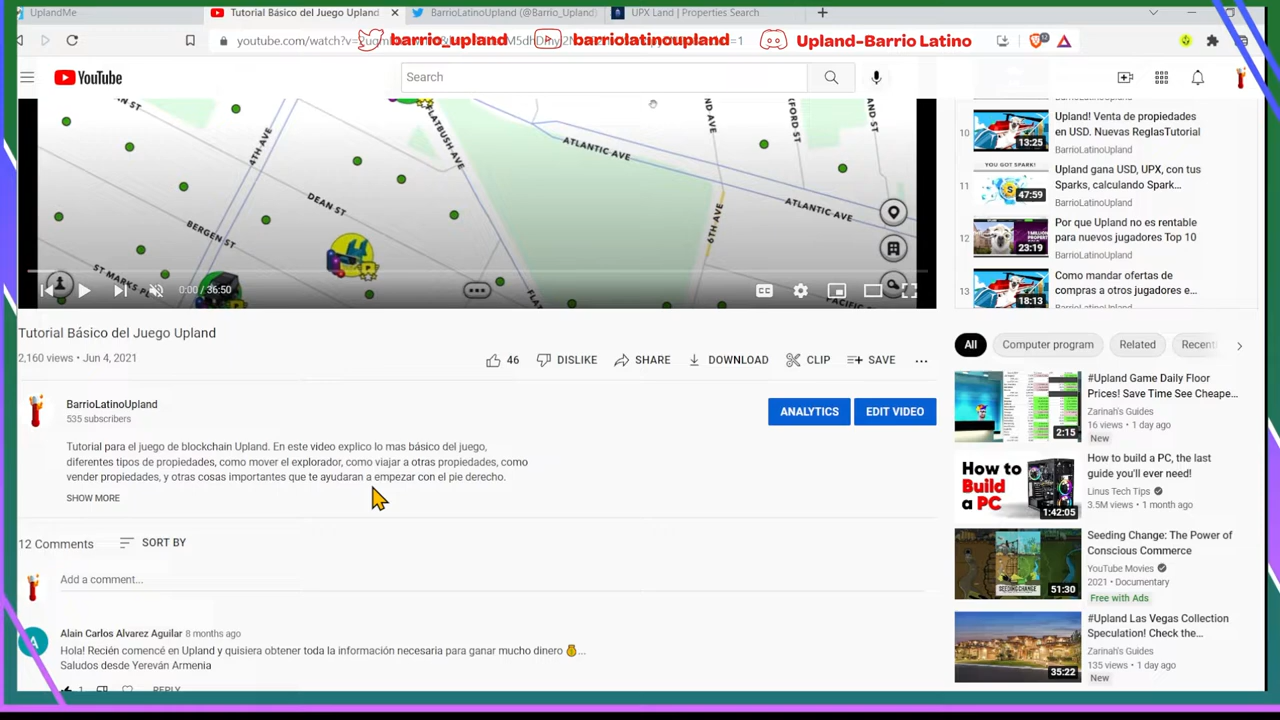 UplandMe
Tutorial Básico del Juego Upland
BarrioLatinoUpland (@Barrio_Upland)
UPX Land | Properties Search
youtube.com/watch?v=
barrio_upland
barriolatinoupland
Upland-Barrio Latino
YouTube
Search
ATLANTIC AVE
4TH AVE
FLATBUSH AVE
DEAN ST
BERGEN ST
ST MARKS
6TH AVE
ATLANTIC AVE
0:00 / 36:50
10
13:25
Upland! Venta de propiedades
en USD. Nuevas ReglasTutorial
BarrioLatinoUpland
11
YOU GOT SPARK!
47:59
Upland gana USD, UPX, con tus
Sparks, calculando Spark...
BarrioLatinoUpland
12
23:19
Por que Upland no es rentable
para nuevos jugadores Top 10
BarrioLatinoUpland
13
18:13
Como mandar ofertas de
compras a otros jugadores e...
BarrioLatinoUpland
Tutorial Básico del Juego Upland
2,160 views • Jun 4, 2021
46
DISLIKE
SHARE
DOWNLOAD
CLIP
SAVE
BarrioLatinoUpland
535 subscribers
ANALYTICS
EDIT VIDEO
Tutorial para el juego de blockchain Upland. En este video explico lo mas básico del juego,
diferentes tipos de propiedades, como mover el explorador, como viajar a otras propiedades, como
vender propiedades, y otras cosas importantes que te ayudaran a empezar con el pie derecho.
SHOW MORE
12 Comments
SORT BY
Add a comment...
Alain Carlos Alvarez Aguilar 8 months ago
Hola! Recién comencé en Upland y quisiera obtener toda la información necesaria para ganar mucho dinero 💰...
Saludos desde Yereván Armenia
1
REPLY
All
Computer program
Related
Recent
2:15
#Upland Game Daily Floor
Prices! Save Time See Cheape...
Zarinah's Guides
16 views • 1 day ago
New
How to
Build
a PC
1:42:05
How to build a PC, the last
guide you'll ever need!
Linus Tech Tips
3.5M views • 1 month ago
SEEDING CHANGE
51:30
Seeding Change: The Power of
Conscious Commerce
YouTube Movies
2021 • Documentary
Free with Ads
35:22
#Upland Las Vegas Collection
Speculation! Check the...
Zarinah's Guides
135 views • 1 day ago
New